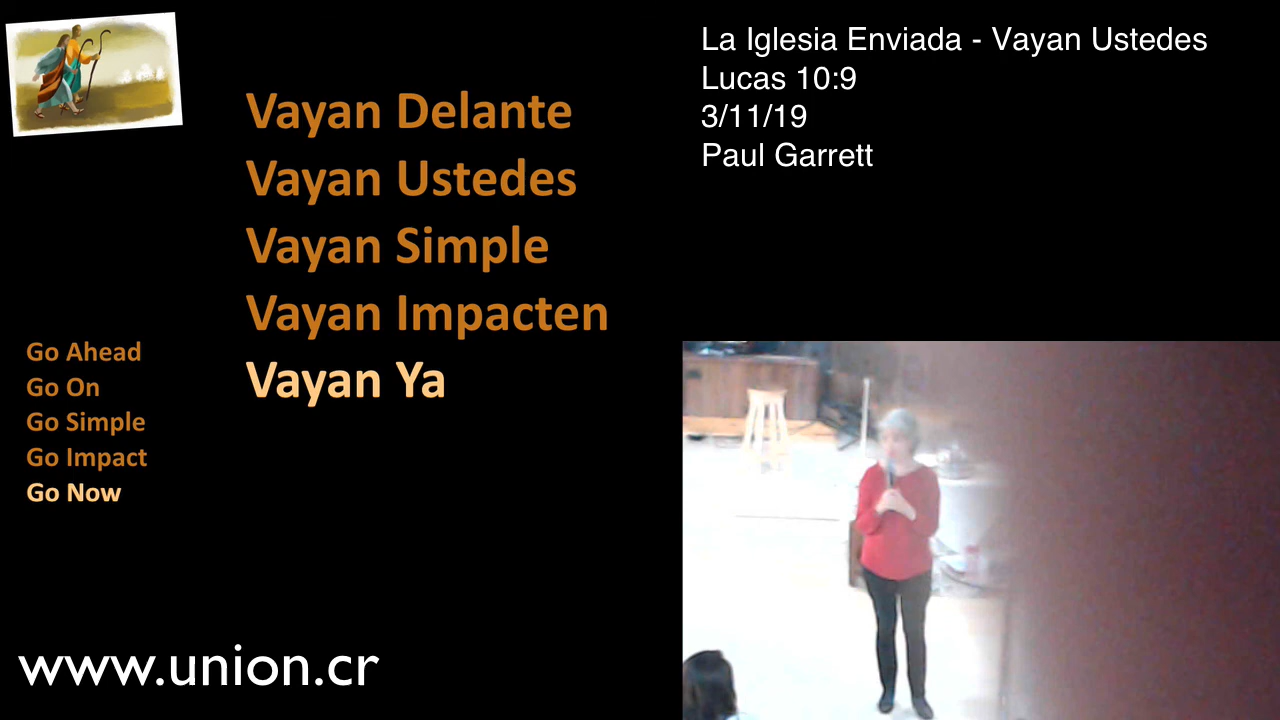 La Iglesia Enviada - Vayan Ustedes
Lucas 10:9
3/11/19
Paul Garrett
Vayan Delante
Vayan Ustedes
Vayan Simple
Vayan Impacten
Vayan Ya
Go Ahead
Go On
Go Simple
Go Impact
Go Now
www.union.cr